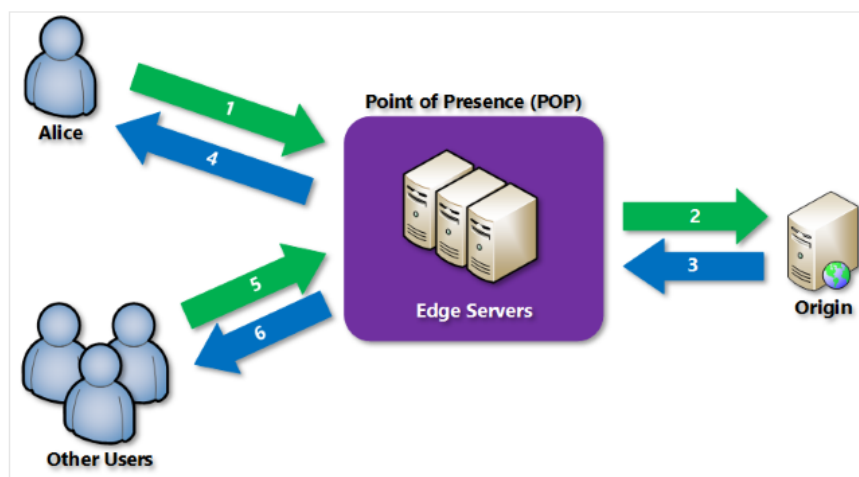 1
Point of Presence (POP)
Alice
4
2
3
5
Edge Servers
Origin
6
Other Users